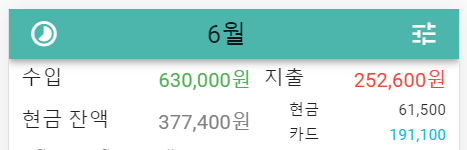 6월
수입 630,000원 지출 252,600원
현금 61,500
현금 잔액 377,400원
카드 191,100